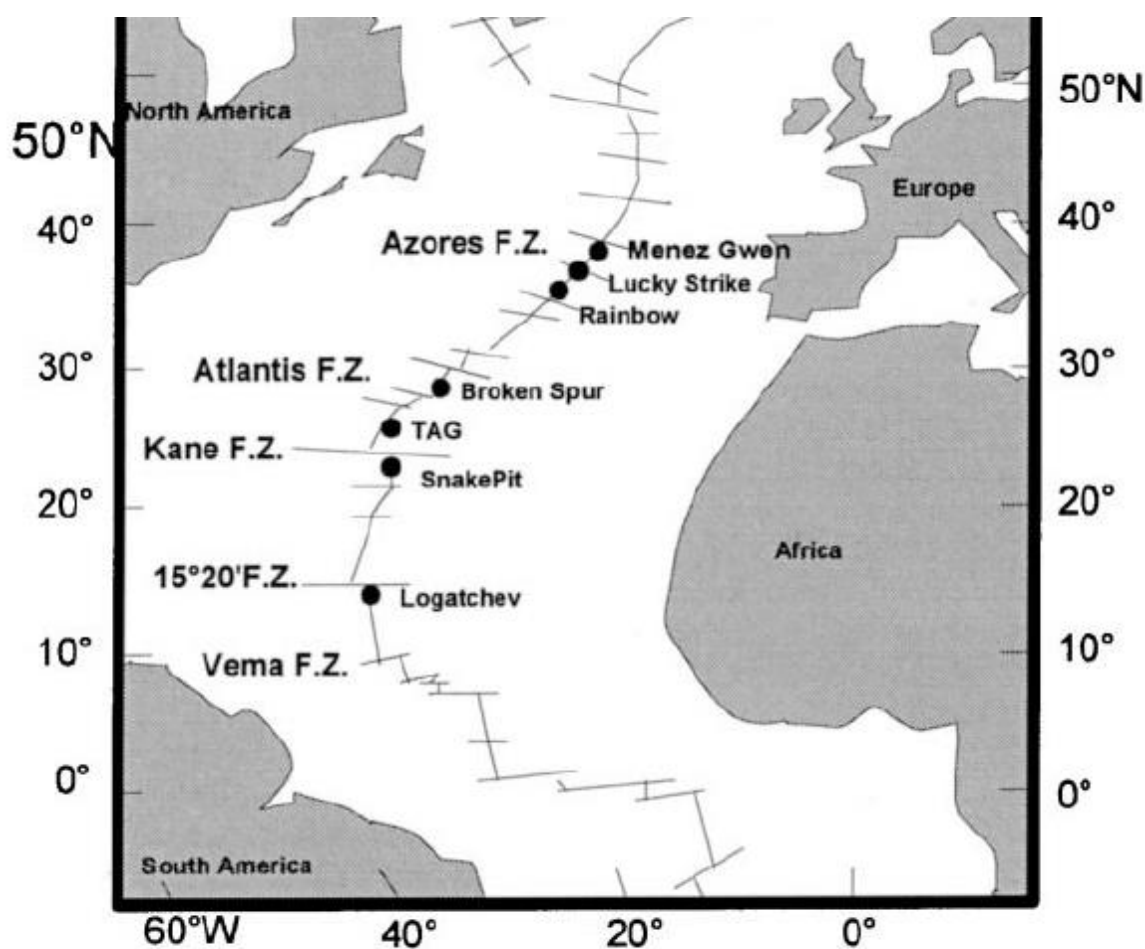 50°N
North America
50°N
Europe
40°
40°
Azores F.Z.
Menez Gwen
Lucky Strike
Rainbow
30°
30°
Atlantis F.Z.
Broken Spur
TAG
Kane F.Z.
SnakePit
20°
20°
Africa
15°20'F.Z.
Logatchev
10°
10°
Vema F.Z.
0°
0°
South America
60°W
40°
20°
0°